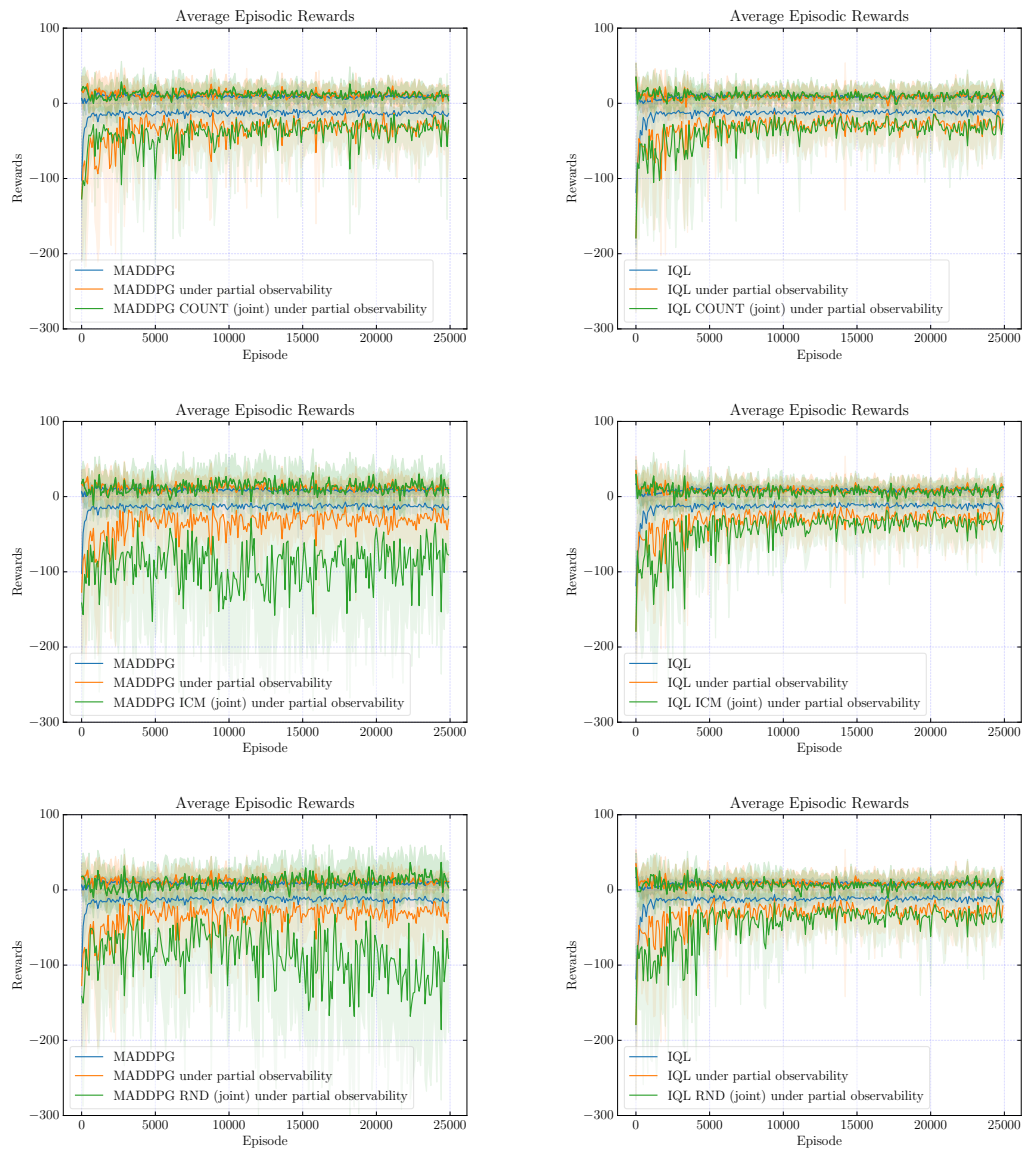 Average Episodic Rewards
100
0
−100
−200
−300
Rewards
MADDPG
MADDPG under partial observability
MADDPG COUNT (joint) under partial observability
0 5000 10000 15000 20000 25000
Episode
Average Episodic Rewards
100
0
−100
−200
−300
Rewards
IQL
IQL under partial observability
IQL COUNT (joint) under partial observability
0 5000 10000 15000 20000 25000
Episode
Average Episodic Rewards
100
0
−100
−200
−300
Rewards
MADDPG
MADDPG under partial observability
MADDPG ICM (joint) under partial observability
0 5000 10000 15000 20000 25000
Episode
Average Episodic Rewards
100
0
−100
−200
−300
Rewards
IQL
IQL under partial observability
IQL ICM (joint) under partial observability
0 5000 10000 15000 20000 25000
Episode
Average Episodic Rewards
100
0
−100
−200
−300
Rewards
MADDPG
MADDPG under partial observability
MADDPG RND (joint) under partial observability
0 5000 10000 15000 20000 25000
Episode
Average Episodic Rewards
100
0
−100
−200
−300
Rewards
IQL
IQL under partial observability
IQL RND (joint) under partial observability
0 5000 10000 15000 20000 25000
Episode